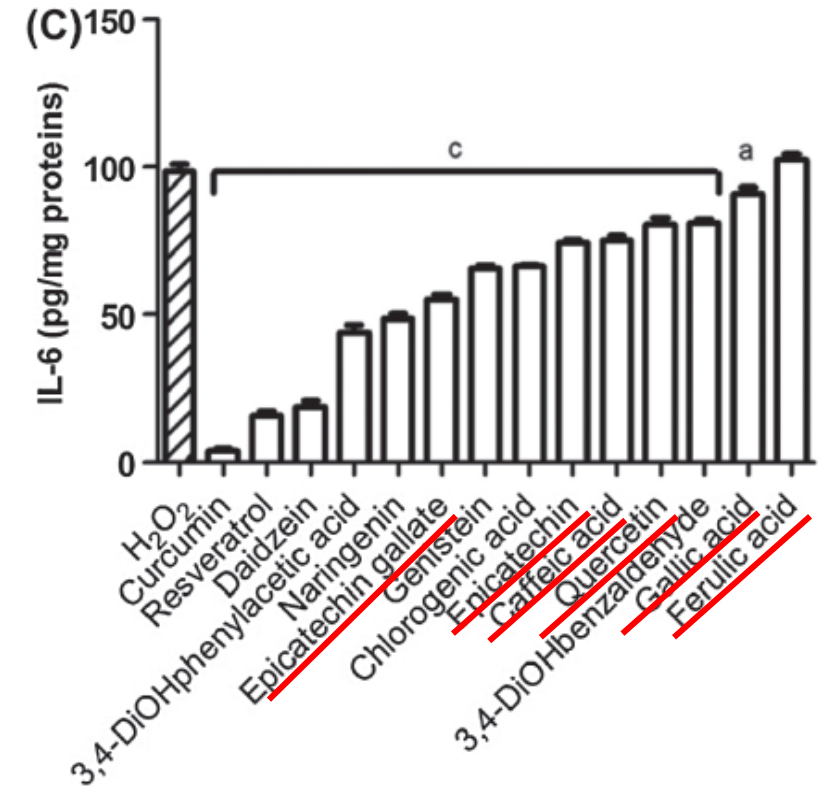 (C)
150
100
50
0
IL-6 (pg/mg proteins)
c
a
H₂O₂
Curcumin
Resveratrol
Daidzein
3,4-DiOHphenylacetic acid
Naringenin
Epicatechin gallate
Genistein
Chlorogenic acid
Epicatechin
Caffeic acid
Quercetin
3,4-DiOHbenzaldenyde
Gallic acid
Ferulic acid